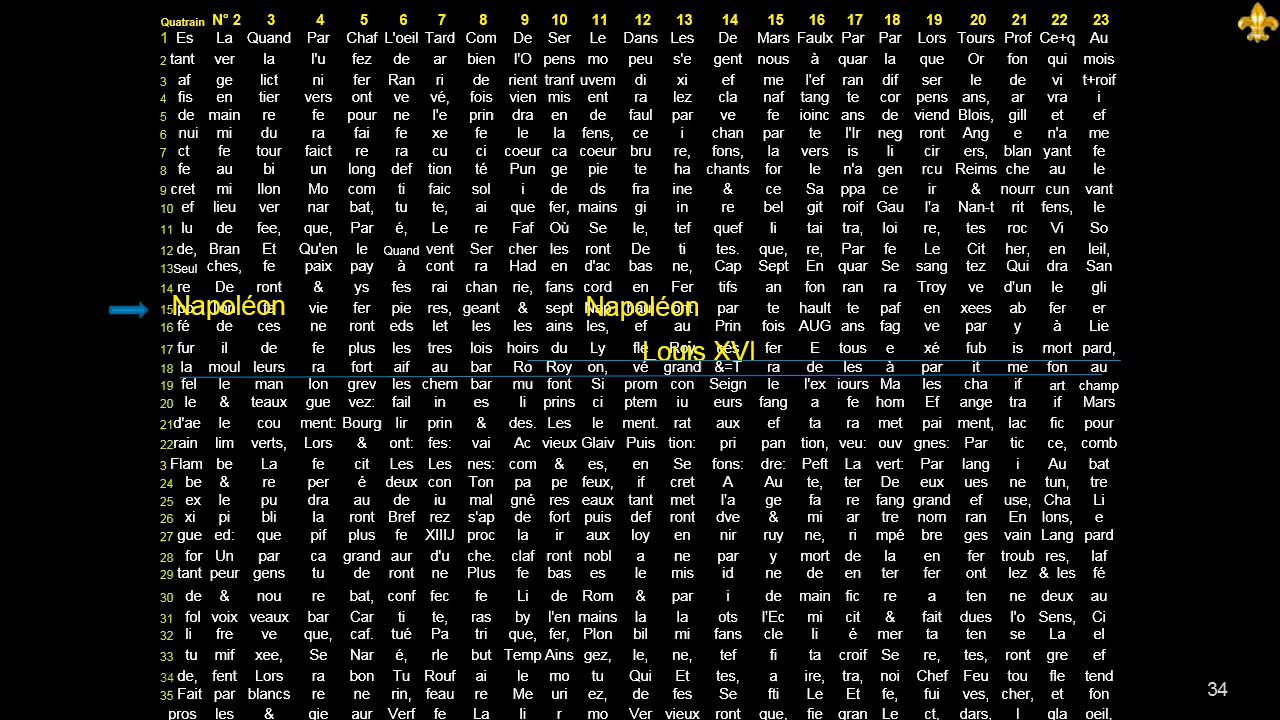 Quatrain N° 2 3 4 5 6 7 8 9 10 11 12 13 14 15 16 17 18 19 20 21 22 23
1 Es La Quand Par Chaf L'oeil Tard Com De Ser Le Dans Les De Mars Faulx Par Par Lors Tours Prof Ce+q Au
2 tant ver la l'u fez de ar bien l'O pens mo peu s'e gent nous à quar la que Or fon qui mois
3 af ge lict ni fer Ran ri de rient tranf uvem di xi ef me l'ef ran dif ser le de vi t+roif
4 fis en tier vers ont ve vé, fois vien mis ent ra lez cla naf tang te cor pens ans, ar vra i
5 de main re fe pour ne l'e prin dra en de faul par ve fe ioinc ans de viend Blois, gill et ef
6 nui mi du ra fai fe xe fe le la fens, ce i chan par te l'Ir neg ront Ang e n'a me
7 ct fe tour faict re ra cu ci coeur ca coeur bru re, fons, la vers is li cir ers, blan yant fe
8 fe au bi un long def tion té Pun ge pie te ha chants for le n'a gen rcu Reims che au le
9 cret mi llon Mo com ti faic sol i de ds fra ine & ce Sa ppa ce ir & nourr cun vant
10 ef lieu ver nar bat, tu te, ai que fer, mains gi in re bel git roif Gau l'a Nan-t rit fens, le
11 lu de fee, que, Par é, Le re Faf Où Se le, tef quef li tai tra, loi re, tes roc Vi So
12 de, Bran Et Qu'en le Quand vent Ser cher les ront De ti tes. que, re, Par fe Le Cit her, en leil,
13 Seul ches, fe paix pay à cont ra Had en d'ac bas ne, Cap Sept En quar Se sang tez Qui dra San
14 re De ront & ys fes rai chan rie, fans cord en Fer tifs an fon ran ra Troy ve d'un le gli
Napoléon Napoléon
15 vie fer pie res, geant & sept par te hault te paf en xees ab fer er
16 fé de ces ne ront eds let les les ains les, ef au Prin fois AUG ans fag ve par y à Lie
17 fur il de fe plus les tres lois hoirs du Ly fer E tous e xé fub is mort pard,
Louis XVI
18 la moul leurs ra fort aif au bar Ro Roy on, vé grand &=T ra de les à par it me fon au
19 fel le man lon grev les chem bar mu font Si prom con Seign le l'ex iours Ma les cha if art champ
20 le & teaux gue vez: fail in es li prins ci ptem iu eurs fang a fe hom Ef ange tra if Mars
21 d'ae le cou ment: Bourg lir prin & des. Les le ment. rat aux ef ta ra met pai ment, lac fic pour
22 rain lim verts, Lors & ont: fes: vai Ac vieux Glaiv Puis tion: pri pan tion, veu: ouv gnes: Par tic ce, comb
3 Flam be La fe cit Les Les nes: com & es, en Se fons: dre: Peft La vert: Par lang i Au bat
24 be & re per é deux con Ton pa pe feux, if cret A Au te, ter De eux ues ne tun, tre
25 ex le pu dra au de iu mal gné res eaux tant met l'a ge fa re fang grand ef use, Cha Li
26 xi pi bli la ront Bref rez s'ap de fort puis def ront dve & mi ar tre nom ran En lons, e
27 gue ed: que pif plus fe XIIIJ proc la ir aux loy en nir ruy ne, ri mpé bre ges vain Lang pard
28 for Un par ca grand aur d'u che. claf ront nobl a ne par y mort de la en fer troub res, laf
29 tant peur gens tu de ront ne Plus fe bas es le mis id ne de en ter fer ont lez & les fé
30 de & nou re bat, conf fec fe Li de Rom & par i de main fic re a ten ne deux au
31 fol voix veaux bar Car ti te, ras by l'en mains la la ots l'Ec mi cit & fait dues l'o Sens, Ci
32 li fre ve que, caf. tué Pa tri que, fer, Plon bil mi fans cle li é mer ta ten se La el
33 tu mif xee, Se Nar é, rle but Temp Ains gez, le, ne, tef fi ta croif Se re, tes, ront gre ef
34 de, fent Lors ra bon Tu Rouf ai le mo tu Qui Et tes, a ire, tra, noi Chef Feu tou fle tend
35 Fait par blancs re ne rin, feau re Me uri ez, de fes Se fti Le Et fe, fui ves, cher, et fon
pros les & gie aur Verf fe La li r mo Ver vieux ront que, fie gran Le ct, dars, l gla oeil,
34